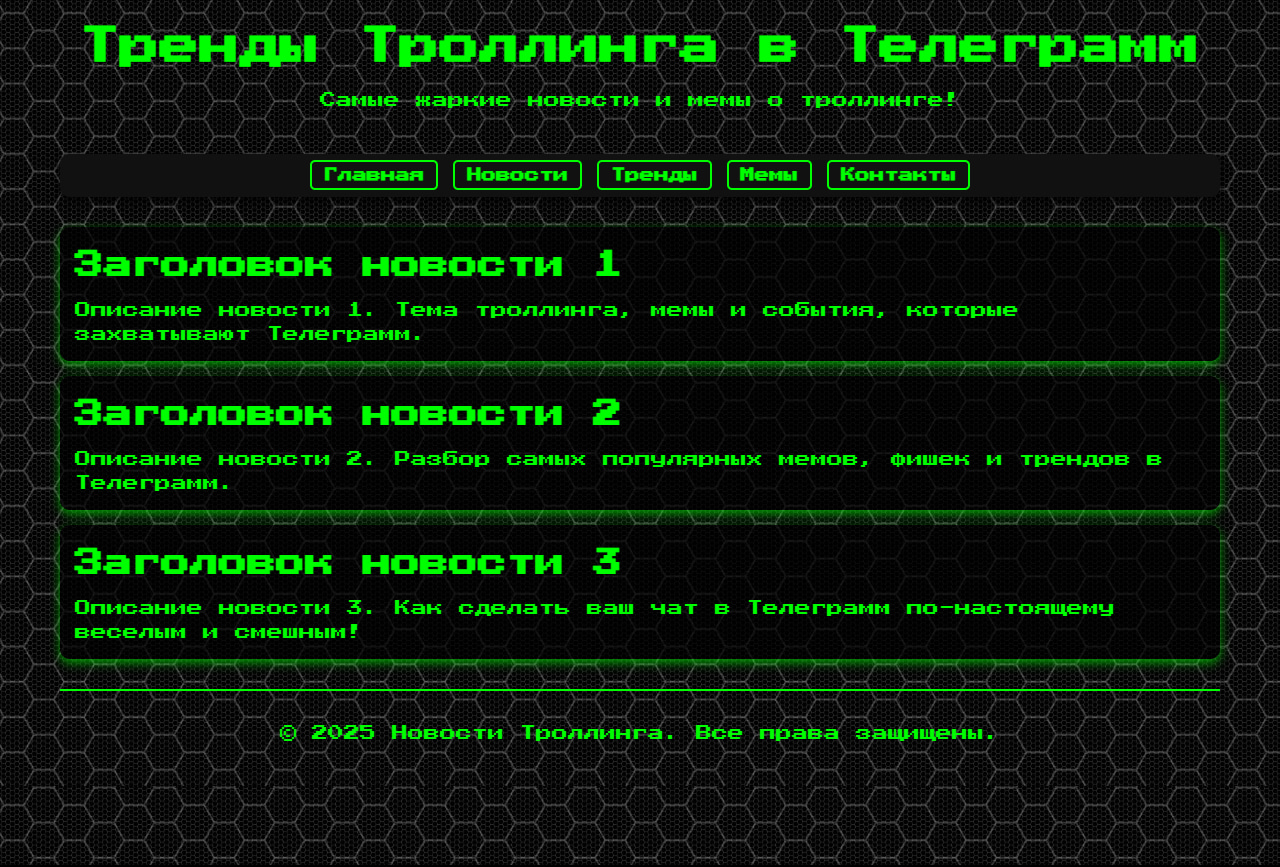 Тренды Троллинга в Телеграмм
Самые жаркие новости и мемы о троллинге!
Главная Новости Тренды Мемы Контакты
Заголовок новости 1
Описание новости 1. Тема троллинга, мемы и события, которые
захватывают Телеграмм.
Заголовок новости 2
Описание новости 2. Разбор самых популярных мемов, фишек и трендов в
Телеграмм.
Заголовок новости 3
Описание новости 3. Как сделать ваш чат в Телеграмм по-настоящему
веселым и смешным!
© 2025 Новости Троллинга. Все права защищены.